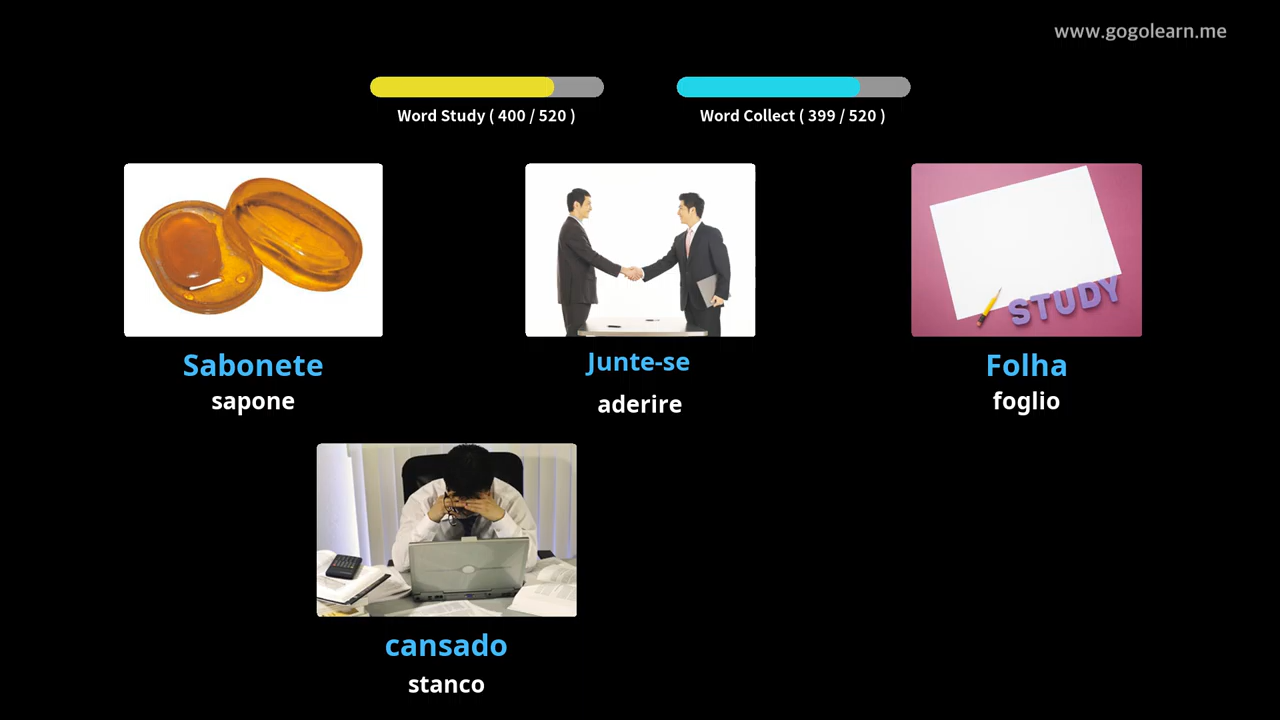 www.gogolearn.me
Word Study ( 400 / 520 )
Word Collect ( 399 / 520 )
STUDY
Sabonete
sapone
Junte-se
aderire
Folha
foglio
cansado
stanco